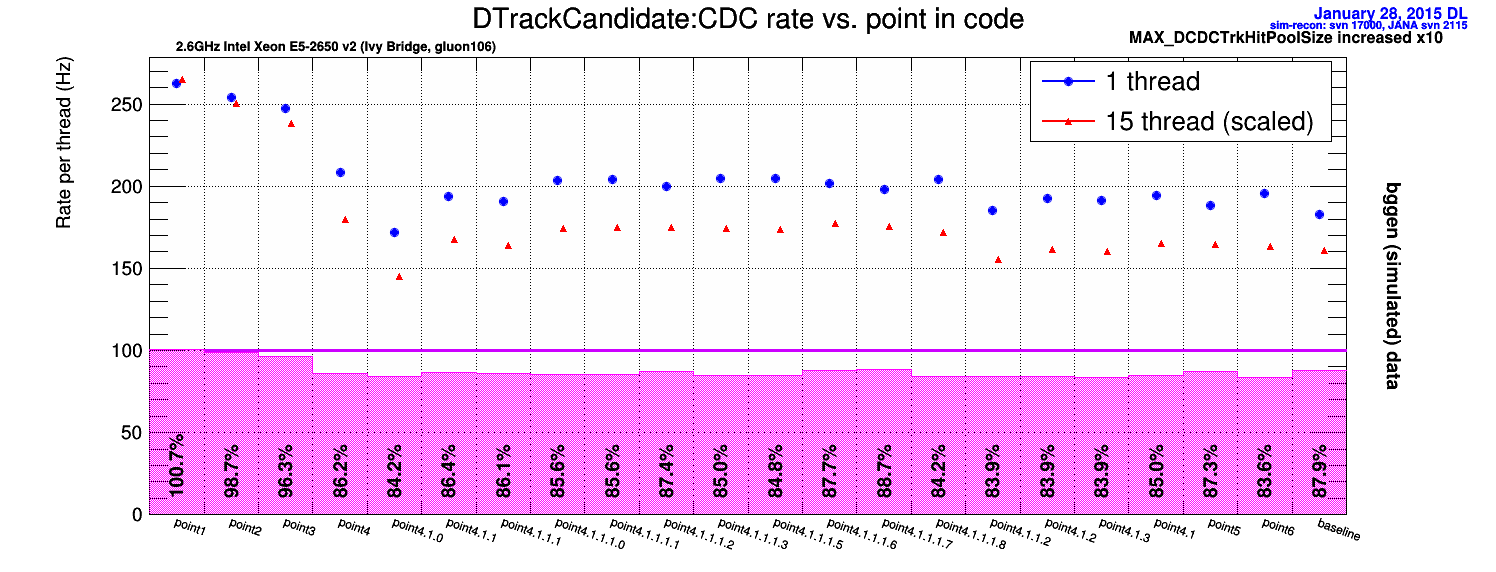 DTrackCandidate:CDC rate vs. point in code
January 28, 2015 DL
sim-recon: svn 17000, JANA svn 2115
MAX_DCDCTrkHitPoolSize increased x10
2.6GHz Intel Xeon E5-2650 v2 (Ivy Bridge, gluon106)
Rate per thread (Hz)
1 thread
15 thread (scaled)
250
200
150
100
50
0
bggen (simulated) data
100.7% 98.7% 96.3% 86.2% 84.2% 86.4% 86.1% 85.6% 85.6% 87.4% 85.0% 84.8% 87.7% 88.7% 84.2% 83.9% 83.9% 83.9% 85.0% 87.3% 83.6% 87.9%
point1 point2 point3 point4 point4.1.0 point4.1.1 point4.1.1.1 point4.1.1.1.0 point4.1.1.1.1 point4.1.1.1.2 point4.1.1.1.3 point4.1.1.1.5 point4.1.1.1.6 point4.1.1.1.7 point4.1.1.1.8 point4.1.1.2 point4.1.2 point4.1.3 point4.1 point5 point6 baseline